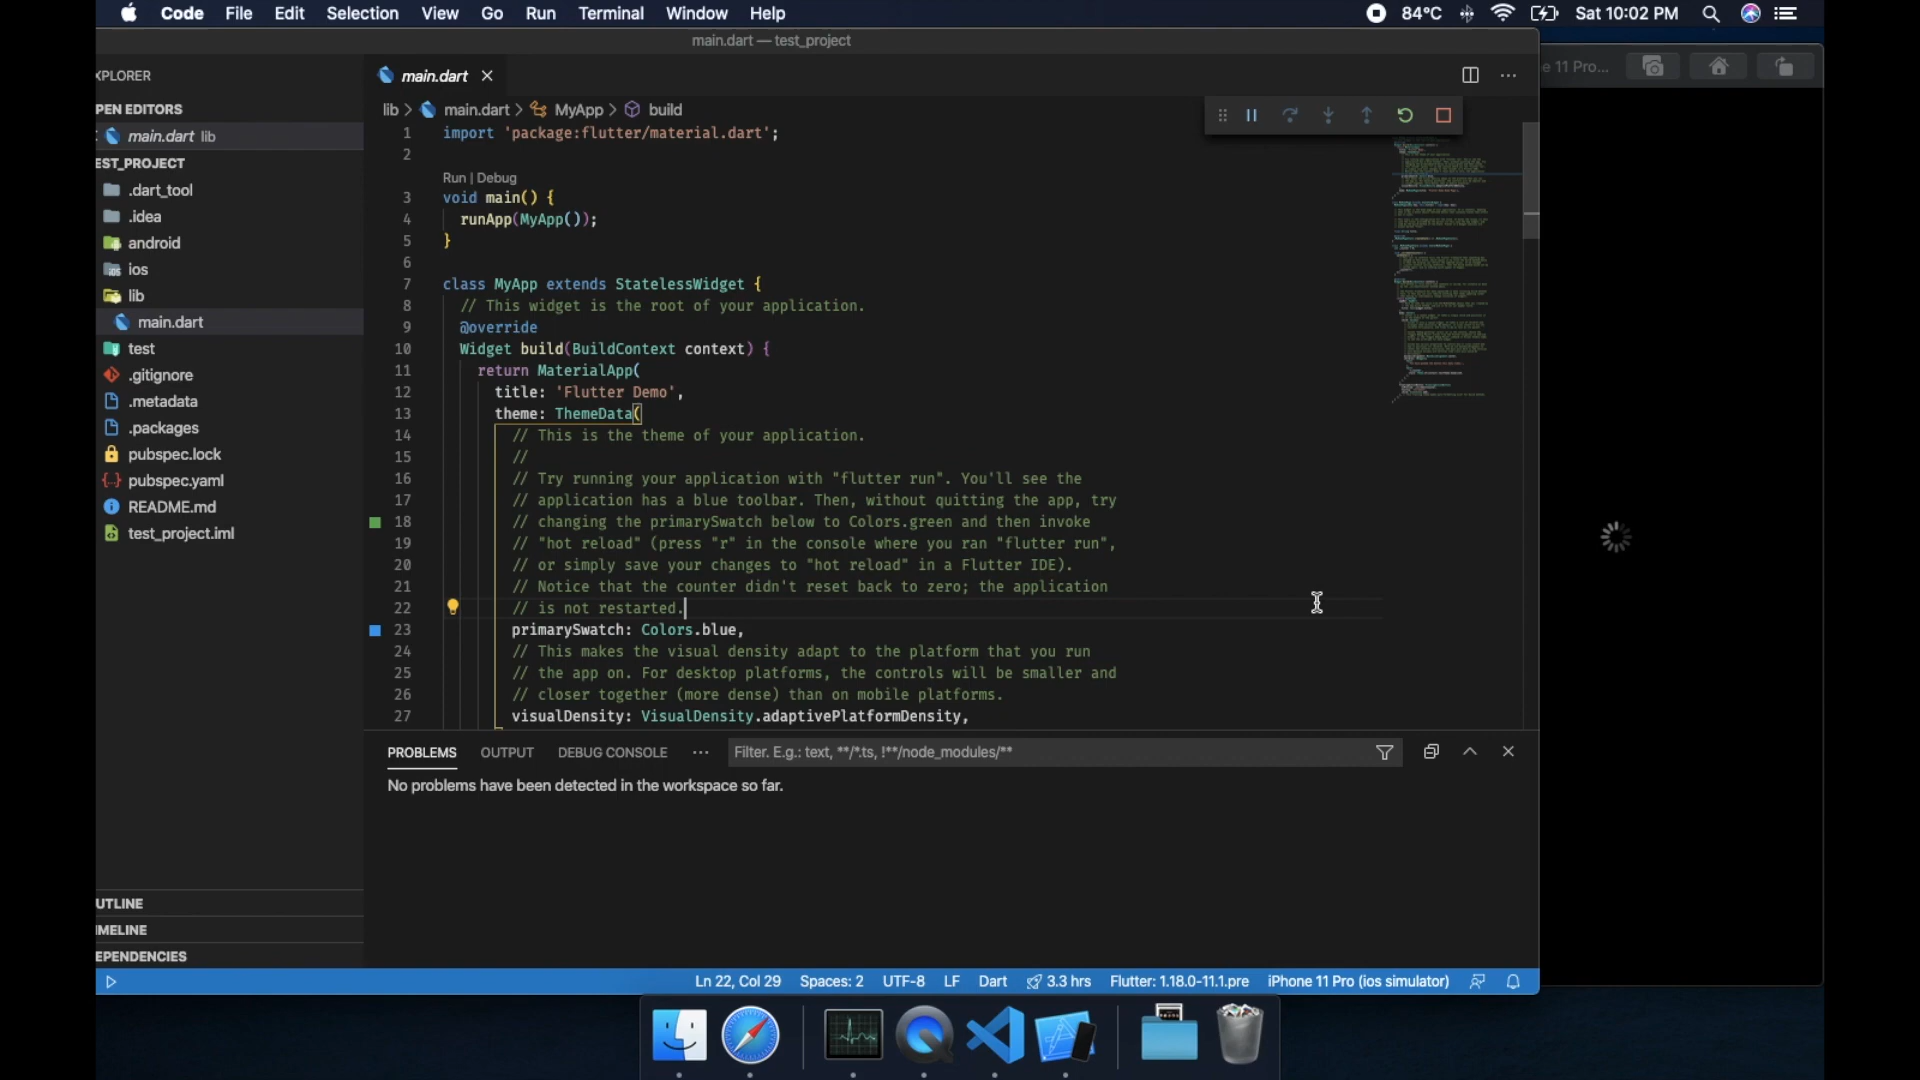 Code File Edit Selection View Go Run Terminal Window Help
84°C Sat 10:02 PM
main.dart — test_project
e 11 Pro...
XPLORER
PEN EDITORS
main.dart lib
EST_PROJECT
.dart_tool
.idea
android
ios
lib
main.dart
test
.gitignore
.metadata
.packages
pubspec.lock
pubspec.yaml
README.md
test_project.iml
UTLINE
IMELINE
EPENDENCIES
main.dart
lib > main.dart > MyApp > build
1 import 'package:flutter/material.dart';
2
Run | Debug
3 void main() {
4 runApp(MyApp());
5 }
6
7 class MyApp extends StatelessWidget {
8 // This widget is the root of your application.
9 @override
10 Widget build(BuildContext context) {
11 return MaterialApp(
12 title: 'Flutter Demo',
13 theme: ThemeData(
14 // This is the theme of your application.
15 //
16 // Try running your application with "flutter run". You'll see the
17 // application has a blue toolbar. Then, without quitting the app, try
18 // changing the primarySwatch below to Colors.green and then invoke
19 // "hot reload" (press "r" in the console where you ran "flutter run",
20 // or simply save your changes to "hot reload" in a Flutter IDE).
21 // Notice that the counter didn't reset back to zero; the application
22 // is not restarted.
23 primarySwatch: Colors.blue,
24 // This makes the visual density adapt to the platform that you run
25 // the app on. For desktop platforms, the controls will be smaller and
26 // closer together (more dense) than on mobile platforms.
27 visualDensity: VisualDensity.adaptivePlatformDensity,
PROBLEMS OUTPUT DEBUG CONSOLE ... Filter. E.g.: text, **/*.ts, !**/node_modules/**
No problems have been detected in the workspace so far.
Ln 22, Col 29 Spaces: 2 UTF-8 LF Dart 3.3 hrs Flutter: 1.18.0-11.1.pre iPhone 11 Pro (ios simulator)